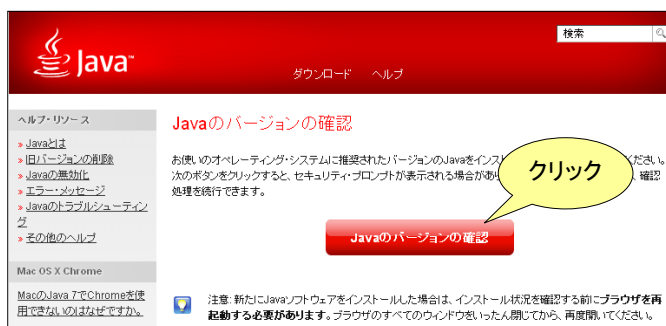 検索
Java™
ダウンロード ヘルプ
ヘルプ・リソース
» Javaとは
» 旧バージョンの削除
» Javaの無効化
» エラー・メッセージ
» Javaのトラブルシューティン
グ
» その他のヘルプ
Mac OS X Chrome
MacのJava 7でChromeを使
用できないのはなぜですか。
Javaのバージョンの確認
お使いのオペレーティング・システムに推奨されたバージョンのJavaをインス
ください。
次のボタンをクリックすると、セキュリティ・プロンプトが表示される場合があ
、確認
処理を続行できます。
クリック
Javaのバージョンの確認
注意: 新たにJavaソフトウェアをインストールした場合は、インストール状況を確認する前にブラウザを再
起動する必要があります。ブラウザのすべてのウィンドウをいったん閉じてから、再度開いてください。